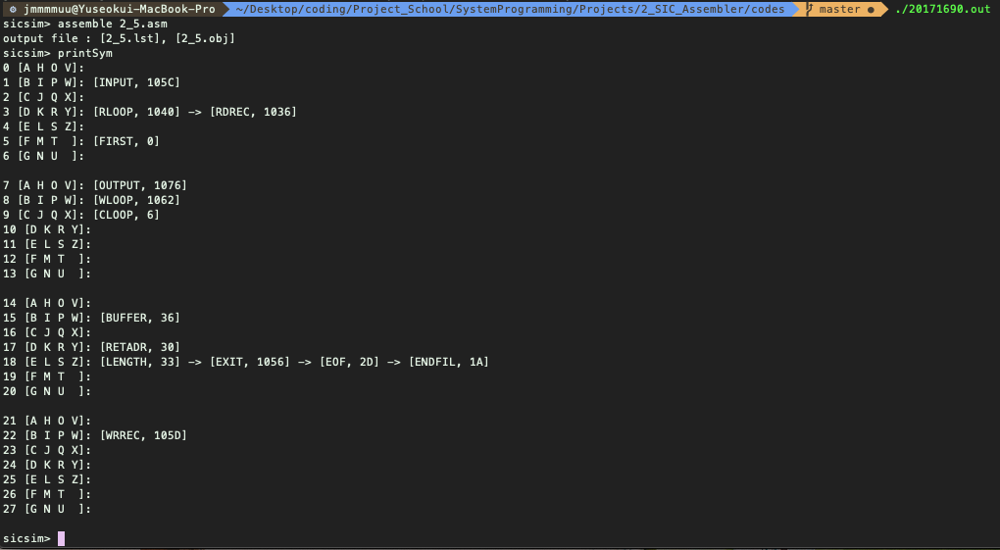 jmmmmuu@Yuseokui-MacBook-Pro ~/Desktop/coding/Project_School/SystemProgramming/Projects/2_SIC_Assembler/codes master ● ./20171690.out
sicsim> assemble 2_5.asm
output file : [2_5.lst], [2_5.obj]
sicsim> printSym
0 [A H O V]:
1 [B I P W]: [INPUT, 105C]
2 [C J Q X]:
3 [D K R Y]: [RLOOP, 1040] -> [RDREC, 1036]
4 [E L S Z]:
5 [F M T  ]: [FIRST, 0]
6 [G N U  ]:
7 [A H O V]: [OUTPUT, 1076]
8 [B I P W]: [WLOOP, 1062]
9 [C J Q X]: [CLOOP, 6]
10 [D K R Y]:
11 [E L S Z]:
12 [F M T  ]:
13 [G N U  ]:
14 [A H O V]:
15 [B I P W]: [BUFFER, 36]
16 [C J Q X]:
17 [D K R Y]: [RETADR, 30]
18 [E L S Z]: [LENGTH, 33] -> [EXIT, 1056] -> [EOF, 2D] -> [ENDFIL, 1A]
19 [F M T  ]:
20 [G N U  ]:
21 [A H O V]:
22 [B I P W]: [WRREC, 105D]
23 [C J Q X]:
24 [D K R Y]:
25 [E L S Z]:
26 [F M T  ]:
27 [G N U  ]:
sicsim>